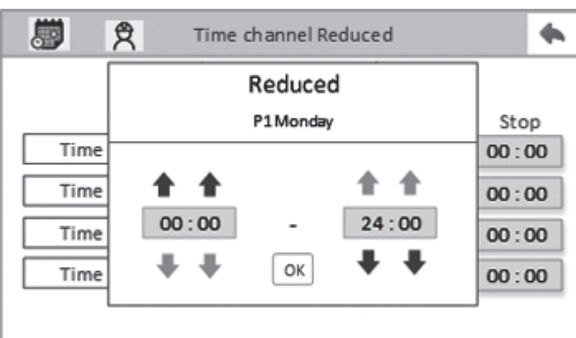 Time channel Reduced
Reduced
P1 Monday
Stop
Time 00:00
Time 00:00
Time 00:00
Time 00:00
00:00 - 24:00
OK